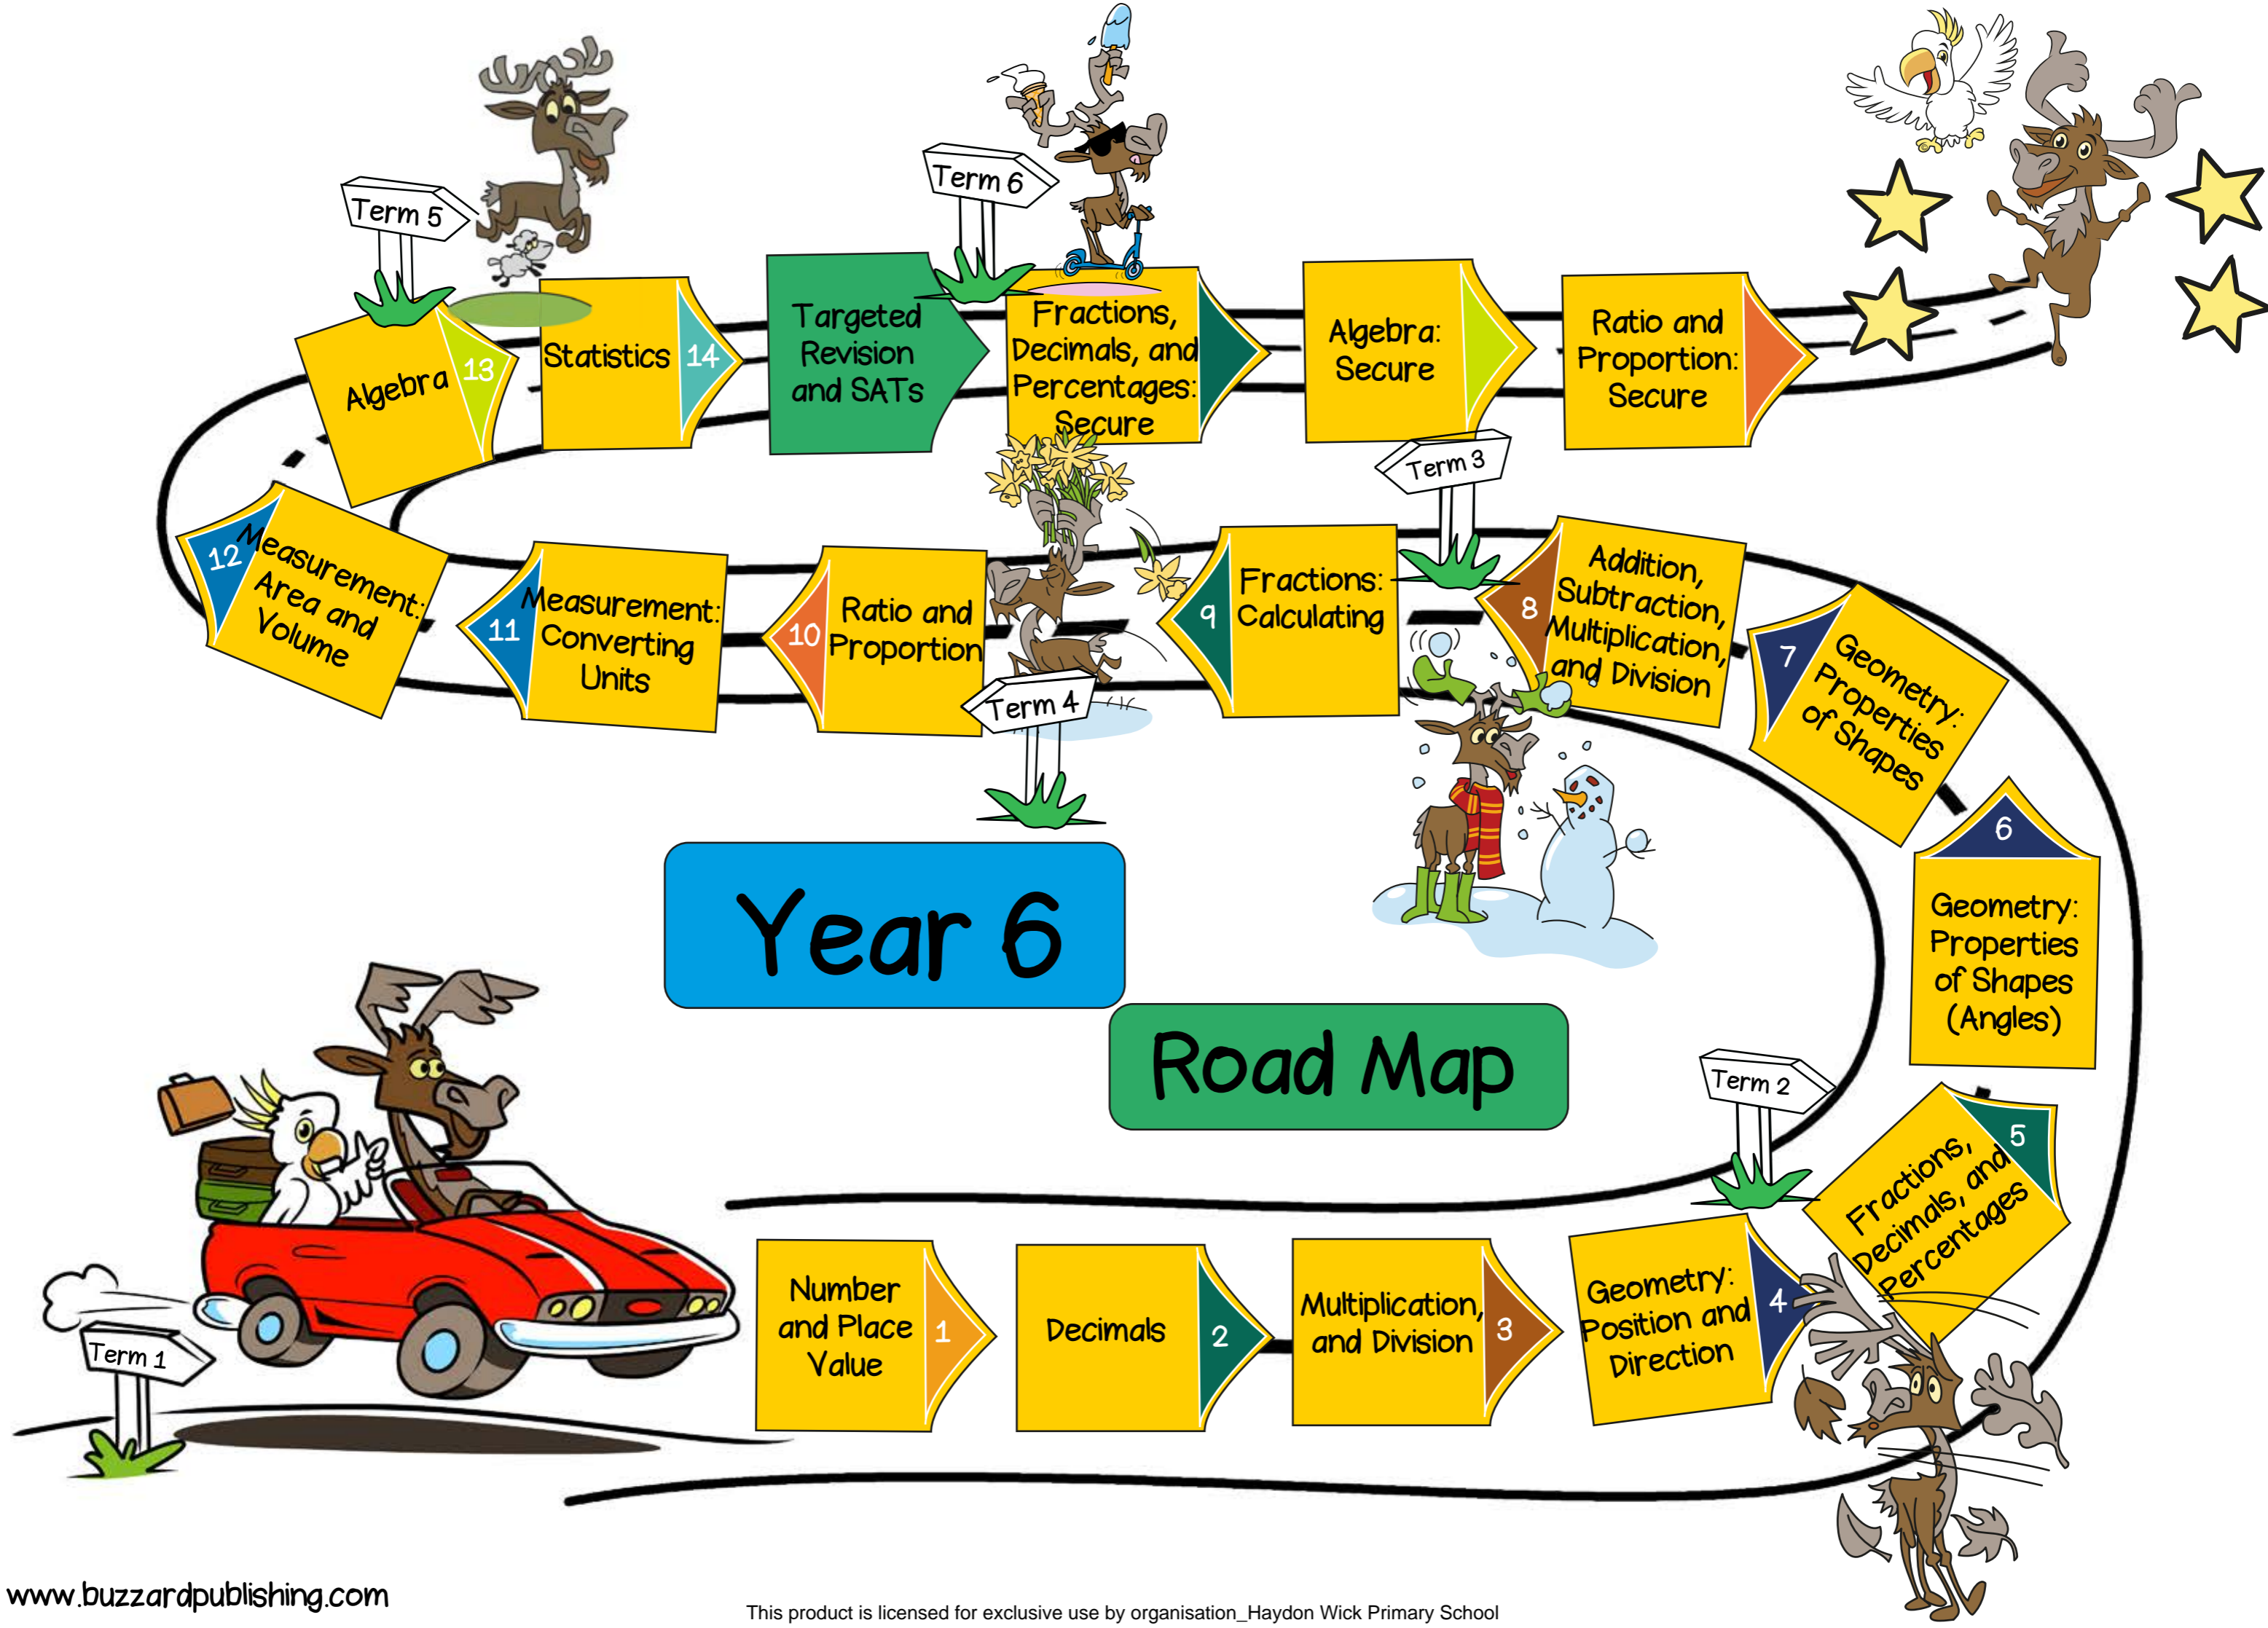 Year 6
Road Map
Term 1
Number
and Place
Value
1
Decimals
2
Multiplication,
and Division
3
Geometry:
Position and
Direction
4
Term 2
Fractions,
Decimals, and
Percentages
5
Geometry:
Properties
of Shapes
(Angles)
6
Geometry:
Properties
of Shapes
7
Addition,
Subtraction,
Multiplication,
and Division
8
Term 3
Fractions:
Calculating
9
Term 4
Ratio and
Proportion
10
Measurement:
Converting
Units
11
Measurement:
Area and
Volume
12
Term 5
Algebra
13
Statistics
14
Targeted
Revision
and SATs
Term 6
Fractions,
Decimals, and
Percentages:
Secure
Algebra:
Secure
Ratio and
Proportion:
Secure
www.buzzardpublishing.com
This product is licensed for exclusive use by organisation_Haydon Wick Primary School